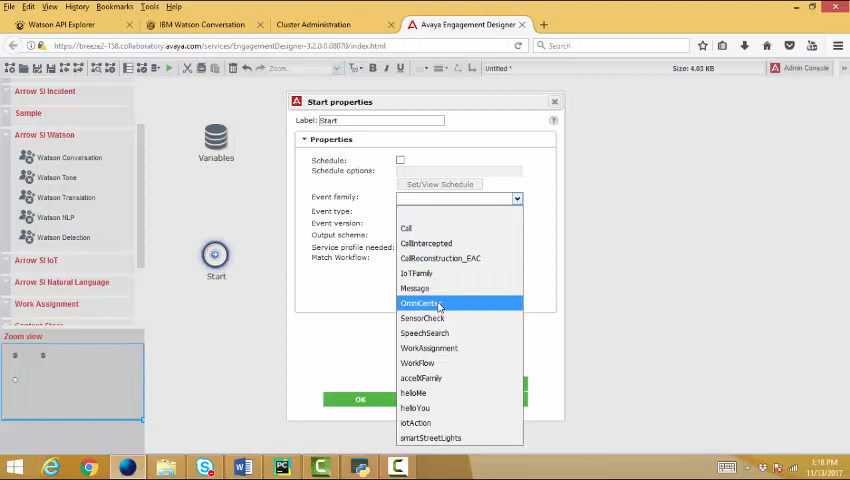 File Edit View History Bookmarks Tools Help
Watson API Explorer
IBM Watson Conversation
Cluster Administration
Avaya Engagement Designer
https://breeze2-158.collaboratory.avaya.com/services/EngagementDesigner-3.2.0.0.08070/index.html
Search
Zoom...
T B I U
Untitled *
Size: 4.03 KB
Admin Console
Arrow SI Incident
Sample
Arrow SI Watson
Watson Conversation
Watson Tone
Watson Translation
Watson NLP
Watson Detection
Arrow SI IoT
Arrow SI Natural Language
Work Assignment
Context Store
Zoom view
Variables
Start
Start properties
Label: Start
Properties
Schedule:
Schedule options:
Set/View Schedule
Event family:
Event type:
Event version:
Output schema:
Service profile needed:
Match Workflow:
Call
CallIntercepted
CallReconstruction_EAC
IoTFamily
Message
OmniCenter
SensorCheck
SpeechSearch
WorkAssignment
WorkFlow
accelXFamily
helloMe
helloYou
iotAction
smartStreetLights
OK
1:18 PM
11/13/2017